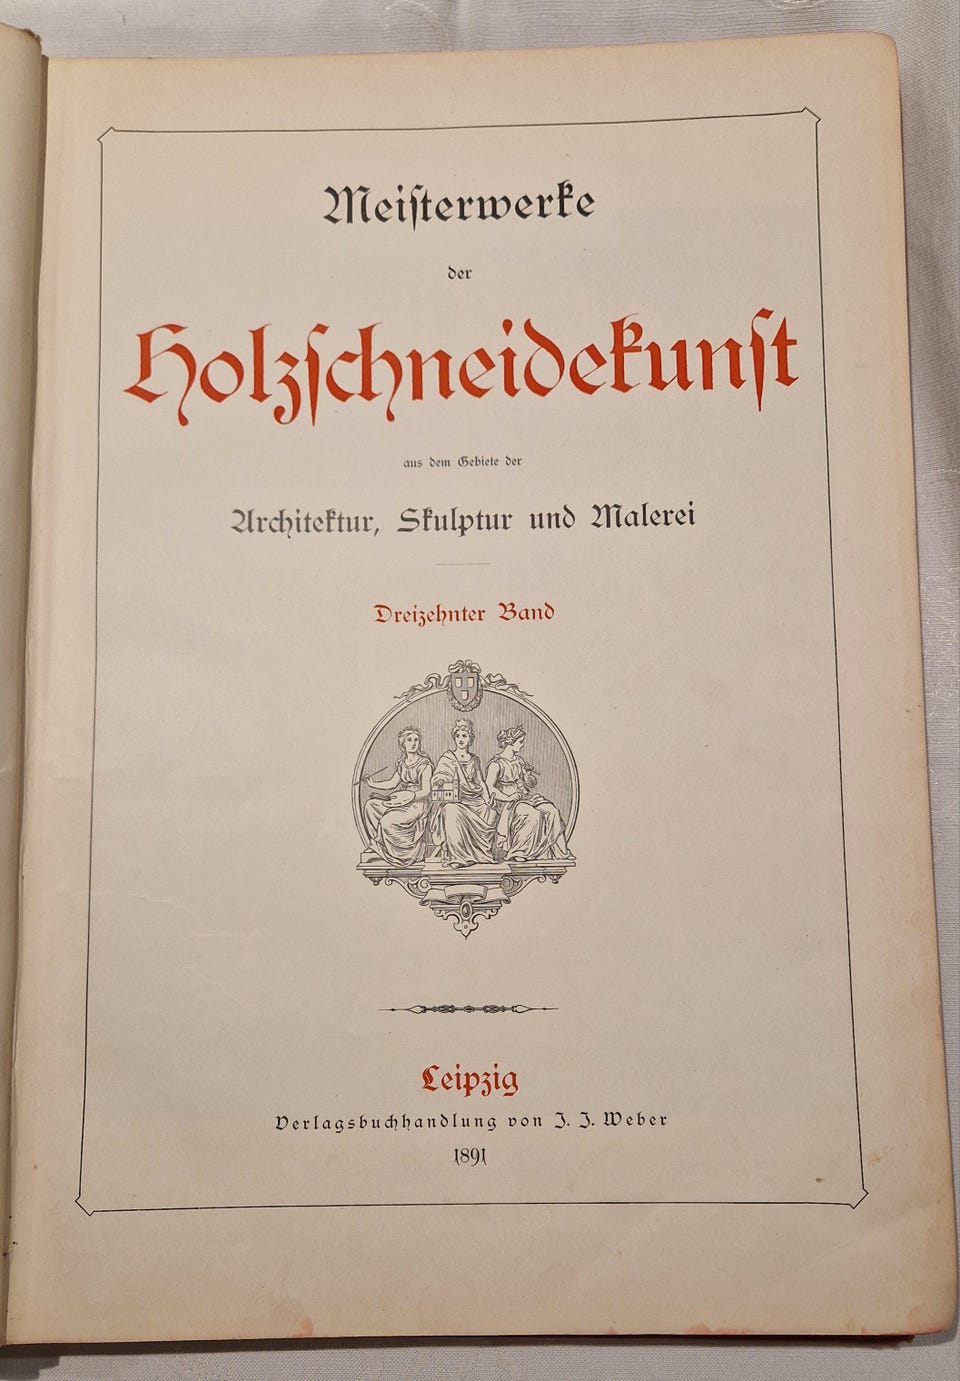 Meiſterwerke
der
Holzſchneidekunſt
aus dem Gebiete der
Architektur, Skulptur und Malerei
Dreizehnter Band
Leipzig
Verlagsbuchhandlung von J. J. Weber
1891